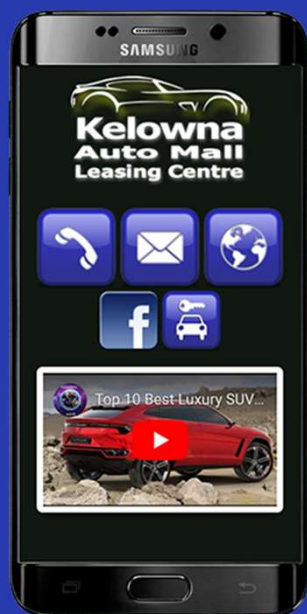 SAMSUNG
Kelowna
Auto Mall
Leasing Centre
f
Top 10 Best Luxury SUV...